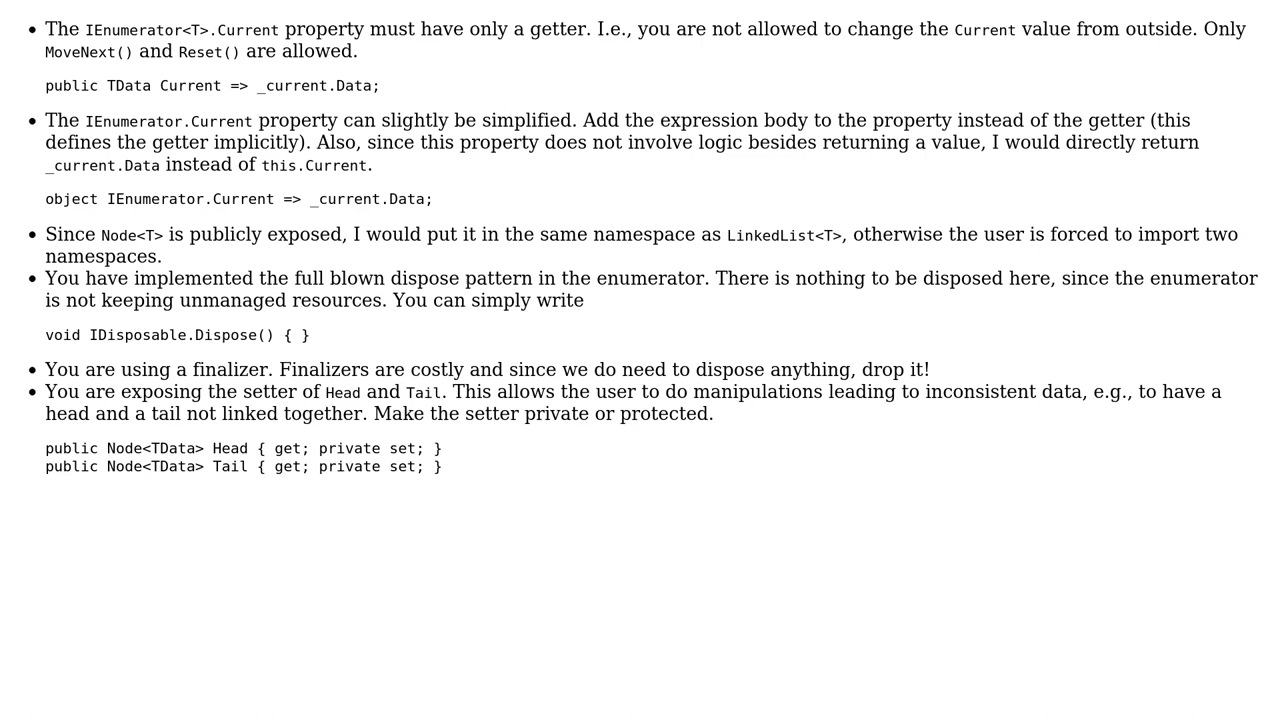 • The IEnumerator<T>.Current property must have only a getter. I.e., you are not allowed to change the Current value from outside. Only
MoveNext() and Reset() are allowed.
public TData Current => _current.Data;
• The IEnumerator.Current property can slightly be simplified. Add the expression body to the property instead of the getter (this
defines the getter implicitly). Also, since this property does not involve logic besides returning a value, I would directly return
_current.Data instead of this.Current.
object IEnumerator.Current => _current.Data;
• Since Node<T> is publicly exposed, I would put it in the same namespace as LinkedList<T>, otherwise the user is forced to import two
namespaces.
• You have implemented the full blown dispose pattern in the enumerator. There is nothing to be disposed here, since the enumerator
is not keeping unmanaged resources. You can simply write
void IDisposable.Dispose() { }
• You are using a finalizer. Finalizers are costly and since we do need to dispose anything, drop it!
• You are exposing the setter of Head and Tail. This allows the user to do manipulations leading to inconsistent data, e.g., to have a
head and a tail not linked together. Make the setter private or protected.
public Node<TData> Head { get; private set; }
public Node<TData> Tail { get; private set; }